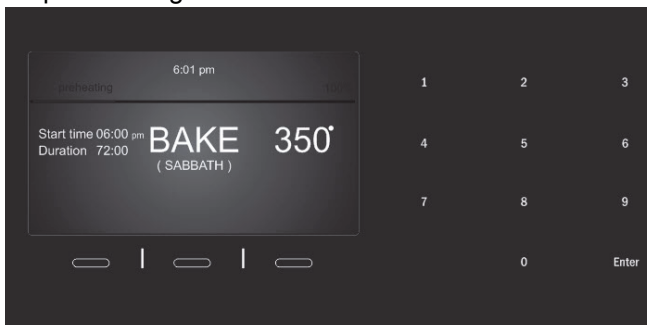 6:01 pm
preheating 100°
Start time 06:00 pm
Duration 72:00
BAKE 350°
( SABBATH )
1 2 3
4 5 6
7 8 9
0 Enter